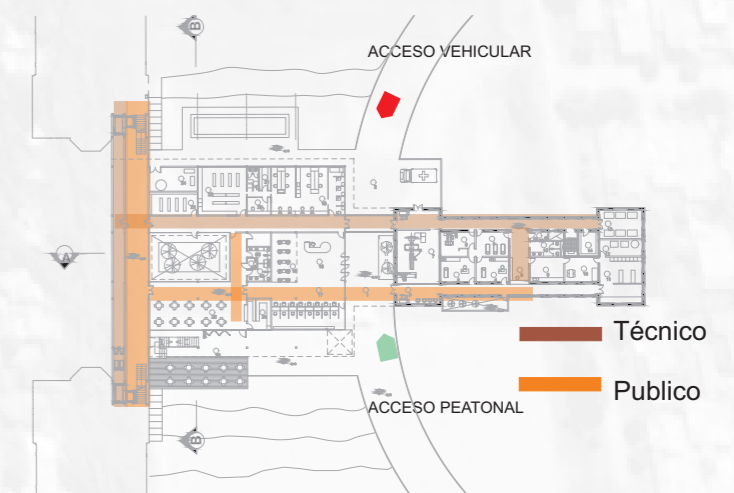 B
ACCESO VEHICULAR
A
Técnico
Publico
ACCESO PEATONAL
B